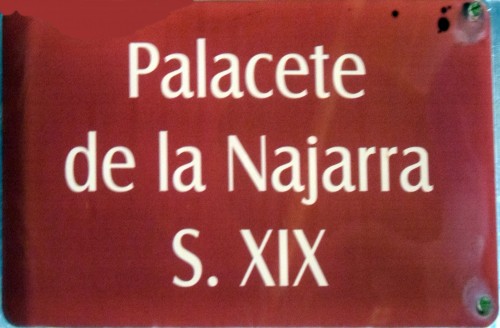 Palacete
de la Najarra
S. XIX